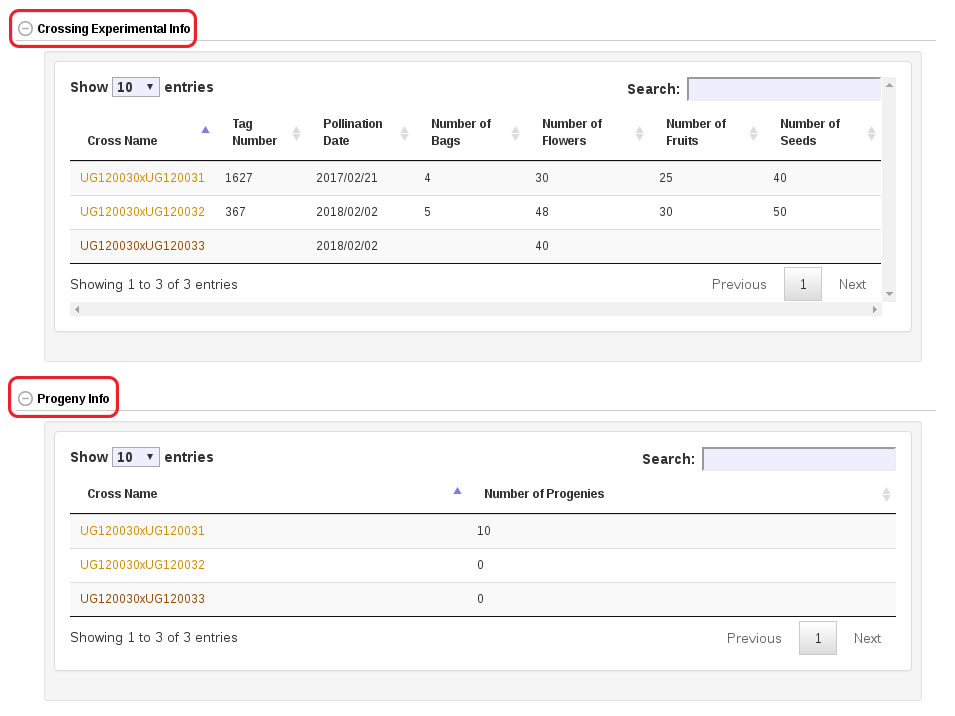 Crossing Experimental Info
Show 10 entries Search:
Cross Name Tag Number Pollination Date Number of Bags Number of Flowers Number of Fruits Number of Seeds
UG120030xUG120031 1627 2017/02/21 4 30 25 40
UG120030xUG120032 367 2018/02/02 5 48 30 50
UG120030xUG120033 2018/02/02 40
Showing 1 to 3 of 3 entries Previous 1 Next
Progeny Info
Show 10 entries Search:
Cross Name Number of Progenies
UG120030xUG120031 10
UG120030xUG120032 0
UG120030xUG120033 0
Showing 1 to 3 of 3 entries Previous 1 Next